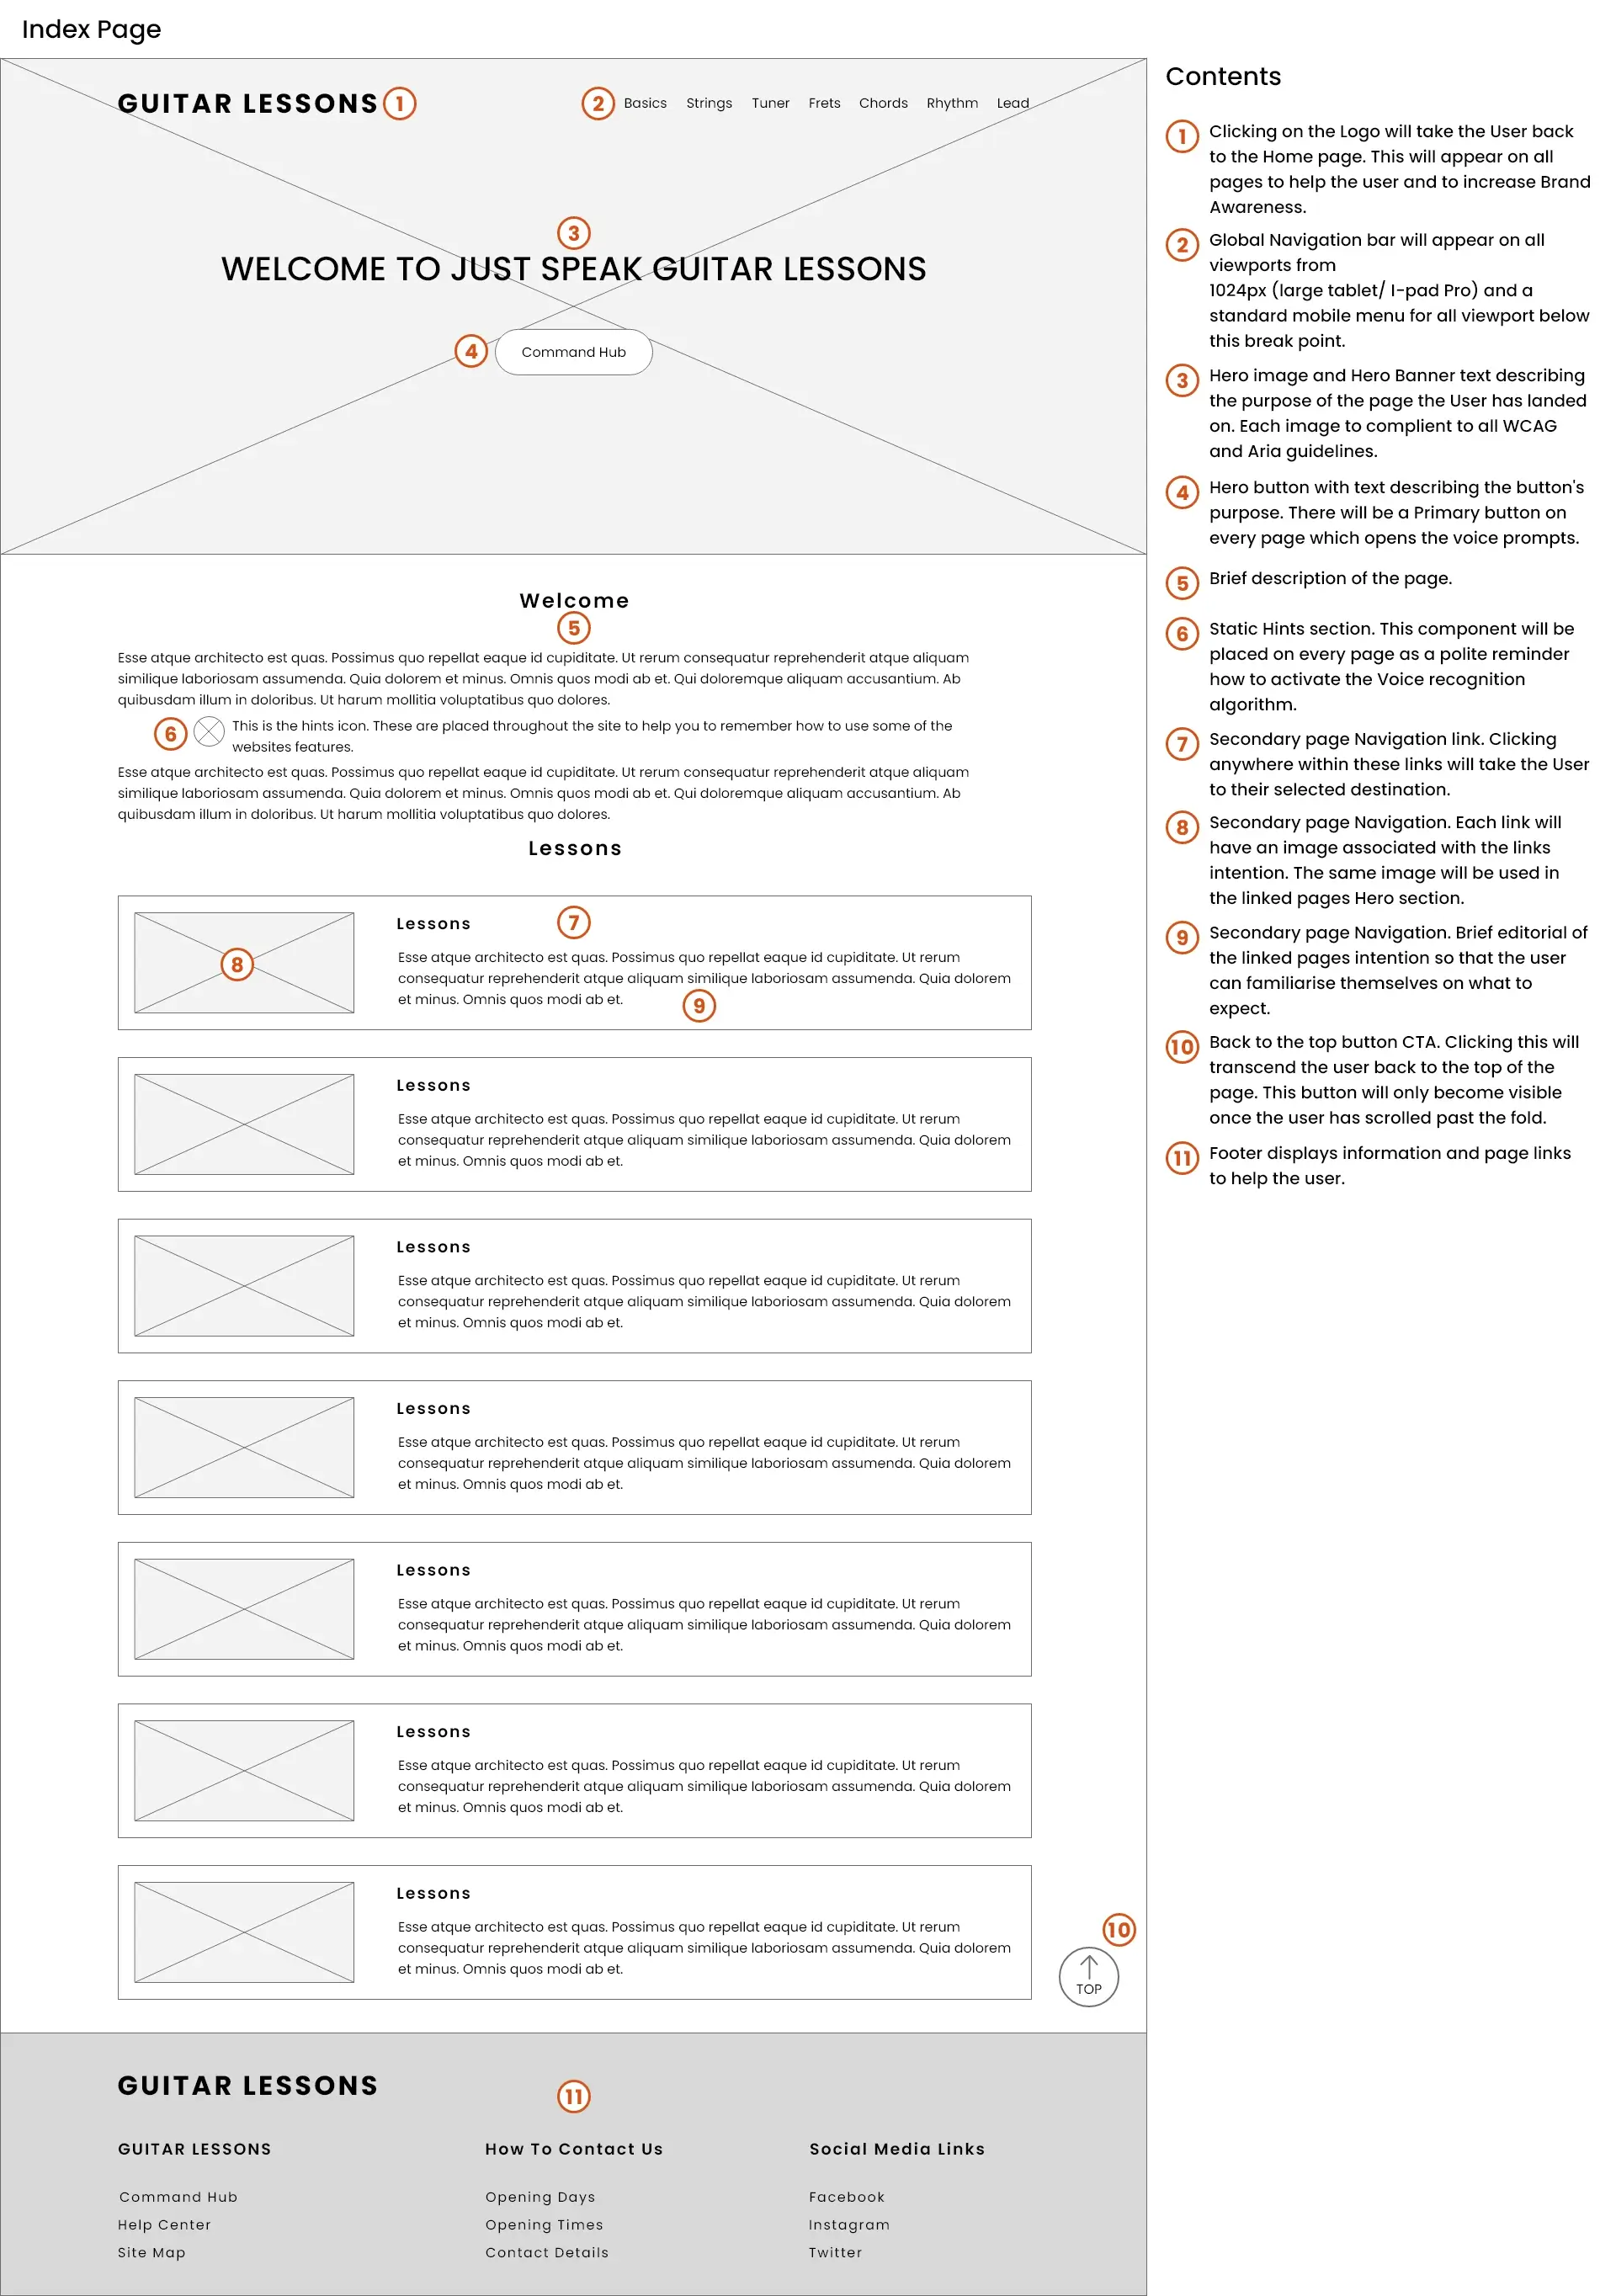 Index Page
GUITAR LESSONS 1
2 Basics Strings Tuner Frets Chords Rhythm Lead
3
WELCOME TO JUST SPEAK GUITAR LESSONS
4 Command Hub
Welcome
5
Esse atque architecto est quas. Possimus quo repellat eaque id cupiditate. Ut rerum consequatur reprehenderit atque aliquam
similique laboriosam assumenda. Quia dolorem et minus. Omnis quos modi ab et. Qui doloremque aliquam accusantium. Ab
quibusdam illum in doloribus. Ut harum mollitia voluptatibus quo dolores.
6 This is the hints icon. These are placed throughout the site to help you to remember how to use some of the
websites features.
Esse atque architecto est quas. Possimus quo repellat eaque id cupiditate. Ut rerum consequatur reprehenderit atque aliquam
similique laboriosam assumenda. Quia dolorem et minus. Omnis quos modi ab et. Qui doloremque aliquam accusantium. Ab
quibusdam illum in doloribus. Ut harum mollitia voluptatibus quo dolores.
Lessons
Lessons 7
8
Esse atque architecto est quas. Possimus quo repellat eaque id cupiditate. Ut rerum
consequatur reprehenderit atque aliquam similique laboriosam assumenda. Quia dolorem
et minus. Omnis quos modi ab et.
9
Lessons
Esse atque architecto est quas. Possimus quo repellat eaque id cupiditate. Ut rerum
consequatur reprehenderit atque aliquam similique laboriosam assumenda. Quia dolorem
et minus. Omnis quos modi ab et.
Lessons
Esse atque architecto est quas. Possimus quo repellat eaque id cupiditate. Ut rerum
consequatur reprehenderit atque aliquam similique laboriosam assumenda. Quia dolorem
et minus. Omnis quos modi ab et.
Lessons
Esse atque architecto est quas. Possimus quo repellat eaque id cupiditate. Ut rerum
consequatur reprehenderit atque aliquam similique laboriosam assumenda. Quia dolorem
et minus. Omnis quos modi ab et.
Lessons
Esse atque architecto est quas. Possimus quo repellat eaque id cupiditate. Ut rerum
consequatur reprehenderit atque aliquam similique laboriosam assumenda. Quia dolorem
et minus. Omnis quos modi ab et.
Lessons
Esse atque architecto est quas. Possimus quo repellat eaque id cupiditate. Ut rerum
consequatur reprehenderit atque aliquam similique laboriosam assumenda. Quia dolorem
et minus. Omnis quos modi ab et.
Lessons
Esse atque architecto est quas. Possimus quo repellat eaque id cupiditate. Ut rerum
consequatur reprehenderit atque aliquam similique laboriosam assumenda. Quia dolorem
et minus. Omnis quos modi ab et.
10
TOP
GUITAR LESSONS
11
GUITAR LESSONS
Command Hub
Help Center
Site Map
How To Contact Us
Opening Days
Opening Times
Contact Details
Social Media Links
Facebook
Instagram
Twitter
Contents
1 Clicking on the Logo will take the User back
to the Home page. This will appear on all
pages to help the user and to increase Brand
Awareness.
2 Global Navigation bar will appear on all
viewports from
1024px (large tablet/ I-pad Pro) and a
standard mobile menu for all viewport below
this break point.
3 Hero image and Hero Banner text describing
the purpose of the page the User has landed
on. Each image to complient to all WCAG
and Aria guidelines.
4 Hero button with text describing the button's
purpose. There will be a Primary button on
every page which opens the voice prompts.
5 Brief description of the page.
6 Static Hints section. This component will be
placed on every page as a polite reminder
how to activate the Voice recognition
algorithm.
7 Secondary page Navigation link. Clicking
anywhere within these links will take the User
to their selected destination.
8 Secondary page Navigation. Each link will
have an image associated with the links
intention. The same image will be used in
the linked pages Hero section.
9 Secondary page Navigation. Brief editorial of
the linked pages intention so that the user
can familiarise themselves on what to
expect.
10 Back to the top button CTA. Clicking this will
transcend the user back to the top of the
page. This button will only become visible
once the user has scrolled past the fold.
11 Footer displays information and page links
to help the user.